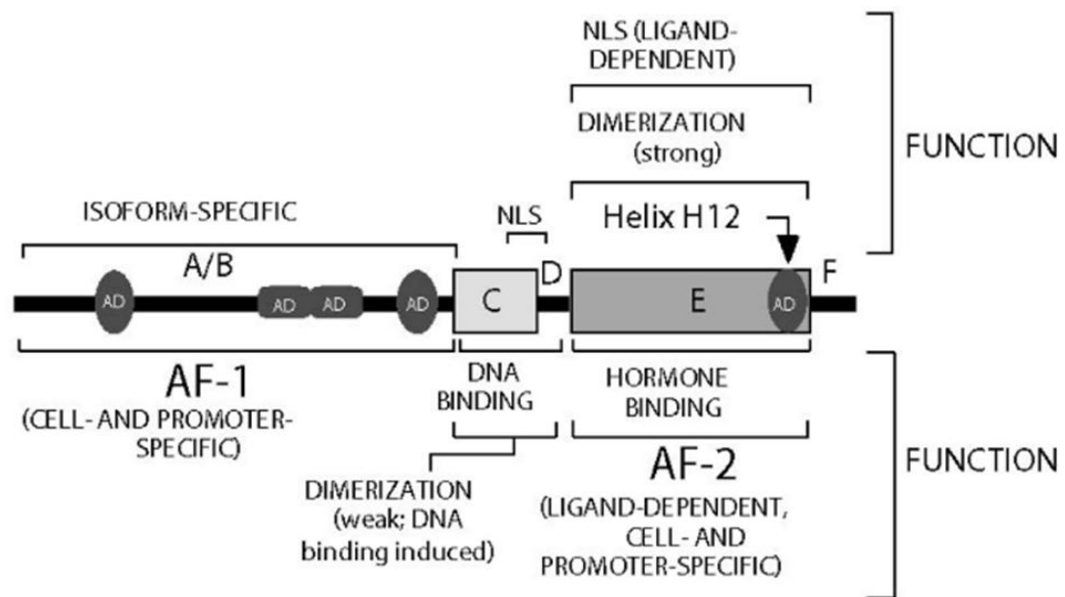 NLS (LIGAND-
DEPENDENT)
DIMERIZATION
(strong)
FUNCTION
ISOFORM-SPECIFIC
NLS
Helix H12
A/B
D
F
AD
AD
AD
AD
C
E
AD
AF-1
(CELL- AND PROMOTER-
SPECIFIC)
DNA
BINDING
HORMONE
BINDING
AF-2
(LIGAND-DEPENDENT,
CELL- AND
PROMOTER-SPECIFIC)
DIMERIZATION
(weak; DNA
binding induced)
FUNCTION